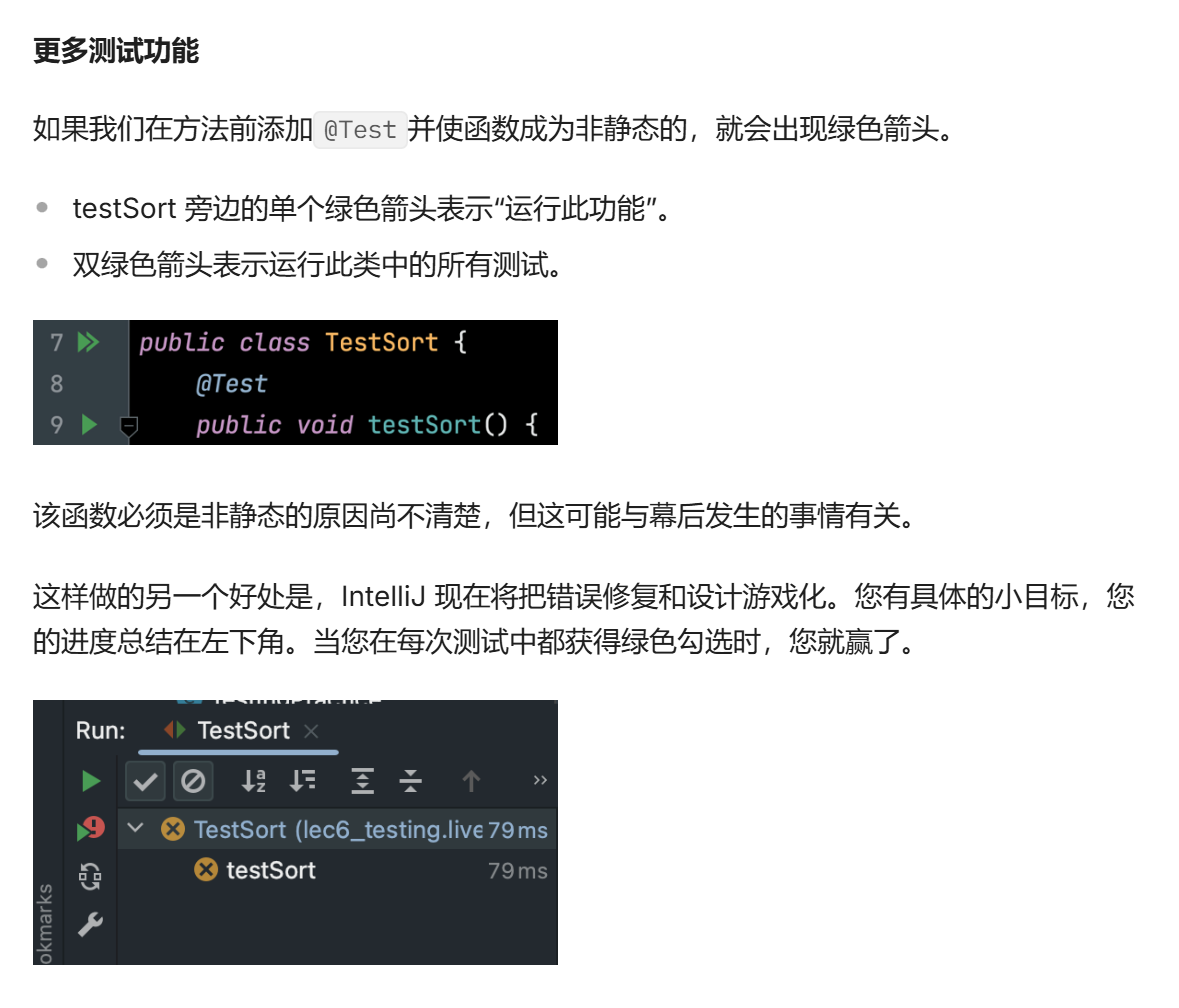 更多测试功能
如果我们在方法前添加 @Test 并使函数成为非静态的，就会出现绿色箭头。
testSort 旁边的单个绿色箭头表示“运行此功能”。
双绿色箭头表示运行此类中的所有测试。
7 public class TestSort {
8 @Test
9 public void testSort() {
该函数必须是非静态的原因尚不清楚，但这可能与幕后发生的事情有关。
这样做的另一个好处是，IntelliJ 现在将把错误修复和设计游戏化。您有具体的小目标，您
的进度总结在左下角。当您在每次测试中都获得绿色勾选时，您就赢了。
Run: TestSort
TestSort (lec6_testing.live 79 ms
testSort 79 ms
okmarks